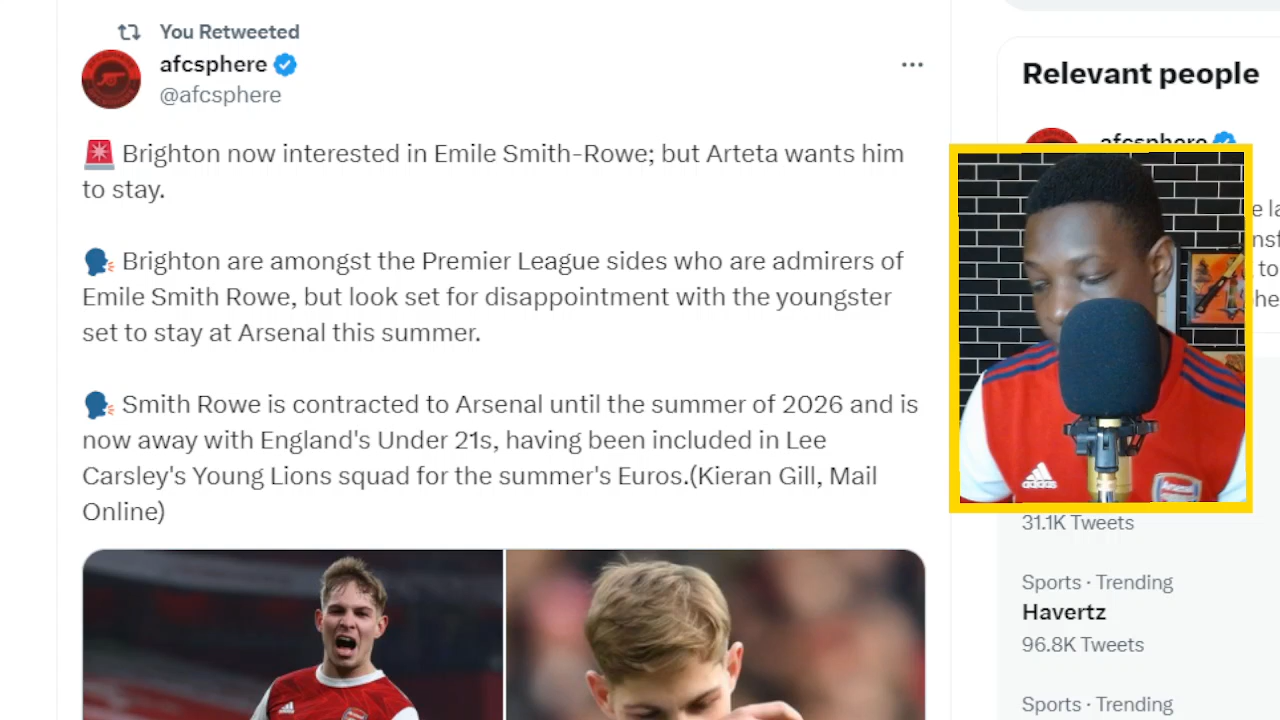 You Retweeted
afcsphere
@afcsphere
Brighton now interested in Emile Smith-Rowe; but Arteta wants him
to stay.
Brighton are amongst the Premier League sides who are admirers of
Emile Smith Rowe, but look set for disappointment with the youngster
set to stay at Arsenal this summer.
Smith Rowe is contracted to Arsenal until the summer of 2026 and is
now away with England's Under 21s, having been included in Lee
Carsley's Young Lions squad for the summer's Euros.(Kieran Gill, Mail
Online)
Relevant people
afcsphere
adidas
Arsenal
31.1K Tweets
Sports · Trending
Havertz
96.8K Tweets
Sports · Trending